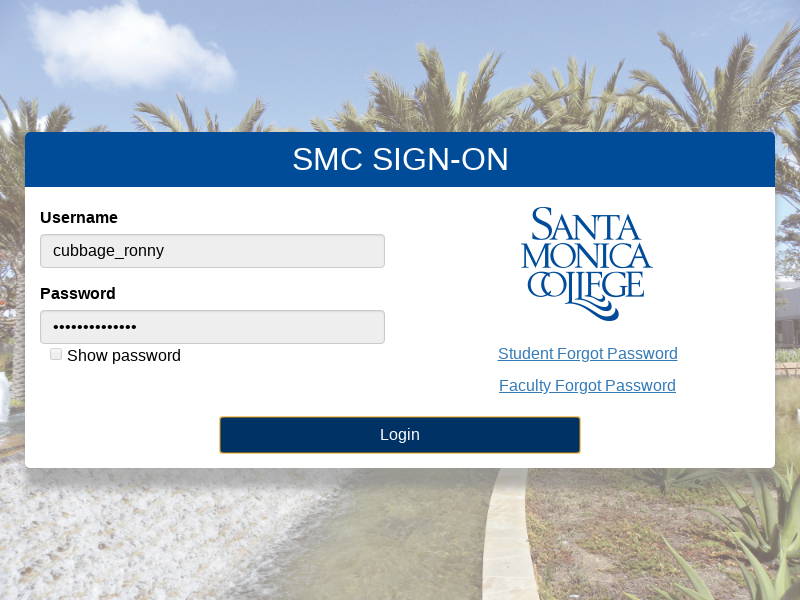 SMC SIGN-ON
Username
cubbage_ronny
Password
••••••••••••••
Show password
SANTA
MONICA
COLLEGE
Student Forgot Password
Faculty Forgot Password
Login